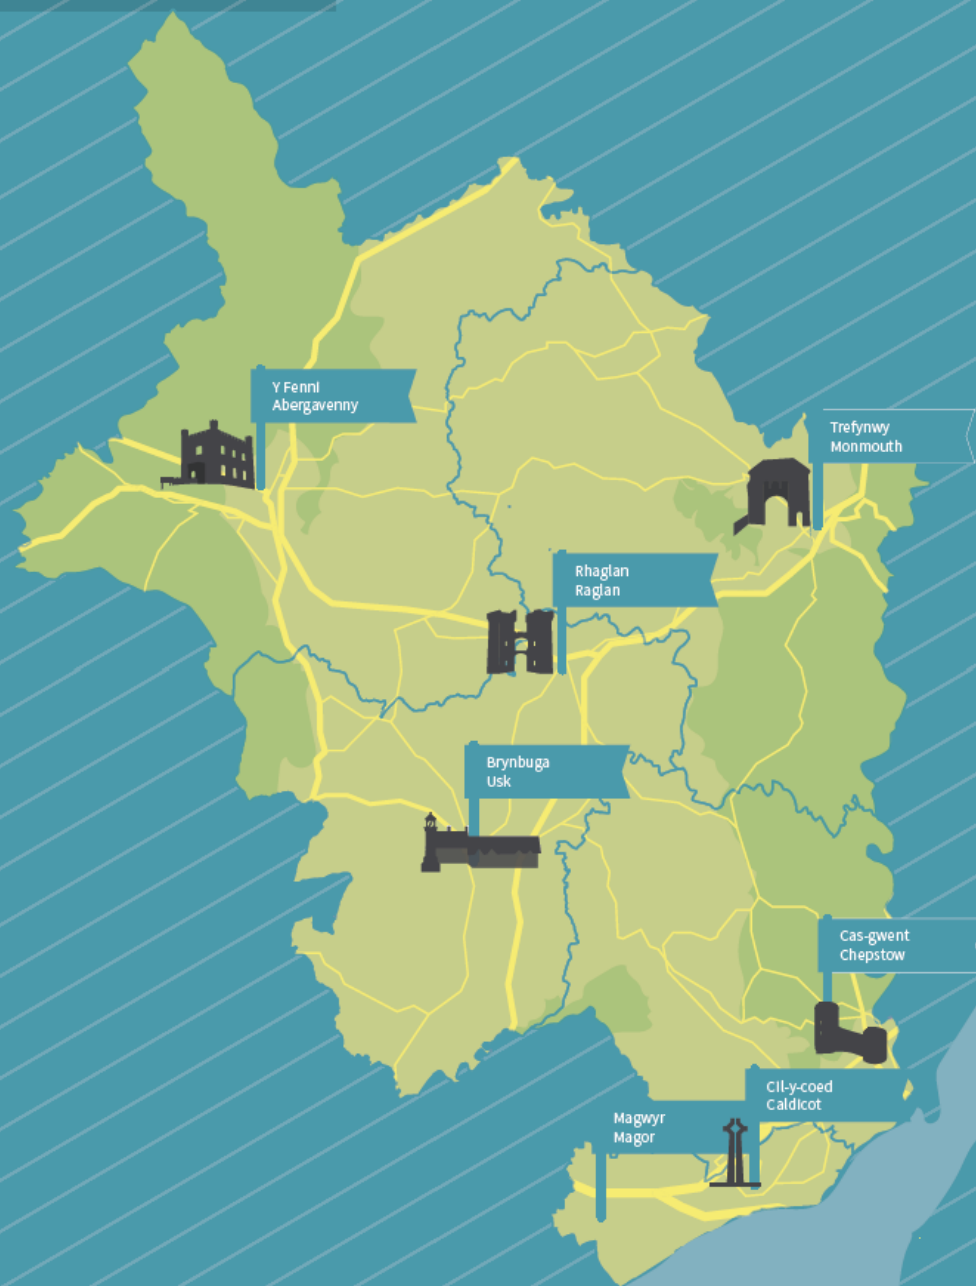 Y Fenni
Abergavenny
Trefynwy
Monmouth
Rhaglan
Raglan
Brynbuga
Usk
Cas-gwent
Chepstow
Cil-y-coed
Caldicot
Magwyr
Magor